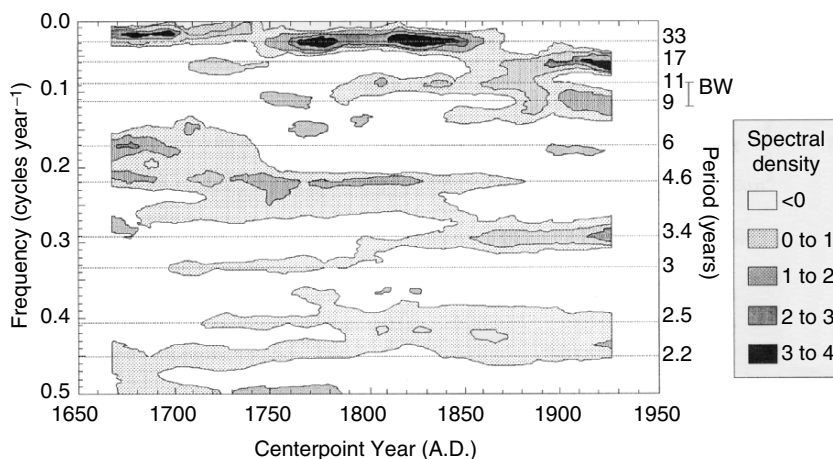 0.0
0.1
0.2
0.3
0.4
0.5
Frequency (cycles year⁻¹)
1650
1700
1750
1800
1850
1900
1950
Centerpoint Year (A.D.)
33
17
11
9
6
4.6
3.4
3
2.5
2.2
BW
Period (years)
Spectral
density
<0
0 to 1
1 to 2
2 to 3
3 to 4